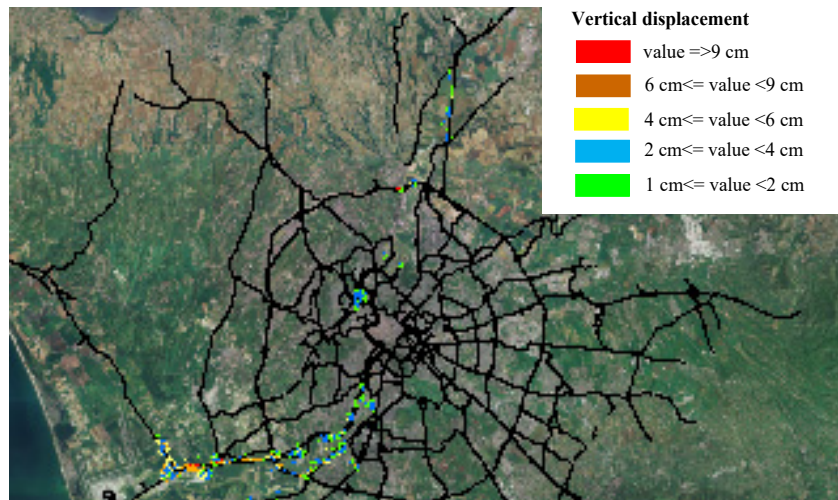 Vertical displacement
value =>9 cm
6 cm<= value <9 cm
4 cm<= value <6 cm
2 cm<= value <4 cm
1 cm<= value <2 cm